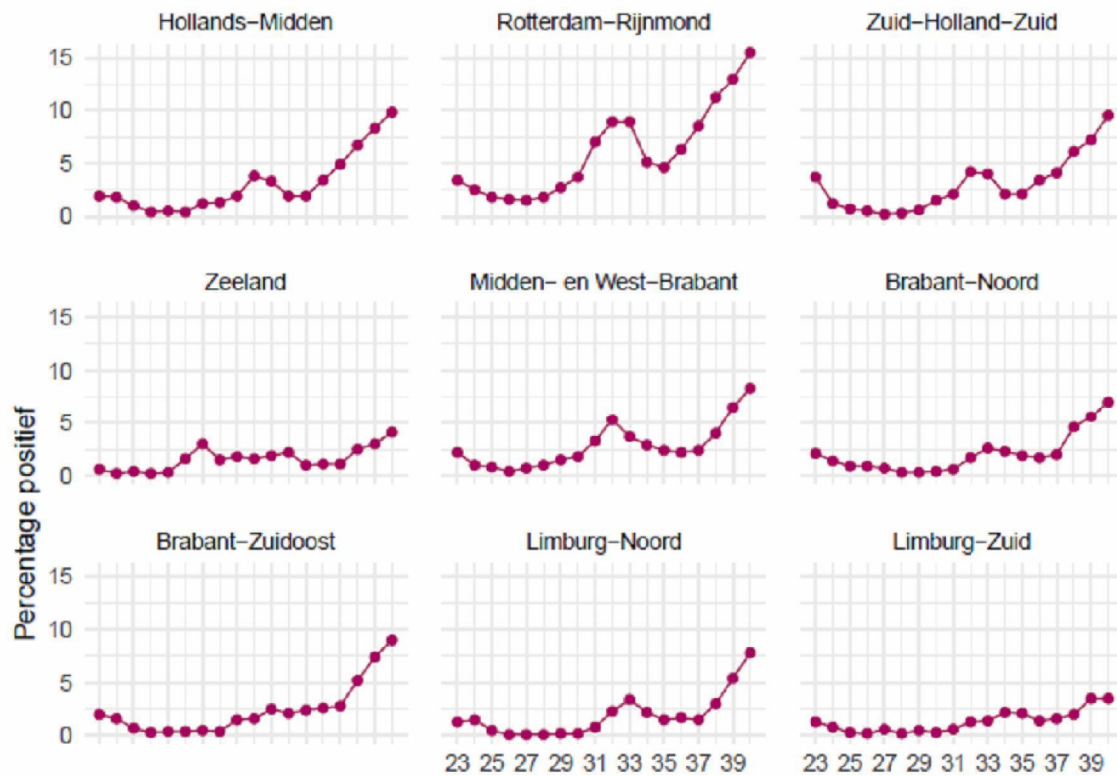 Hollands−Midden Rotterdam−Rijnmond Zuid−Holland−Zuid
15
10
5
0
Zeeland Midden− en West−Brabant Brabant−Noord
15
10
5
0
Brabant−Zuidoost Limburg−Noord Limburg−Zuid
15
10
5
0
23 25 27 29 31 33 35 37 39 23 25 27 29 31 33 35 37 39
Percentage positief